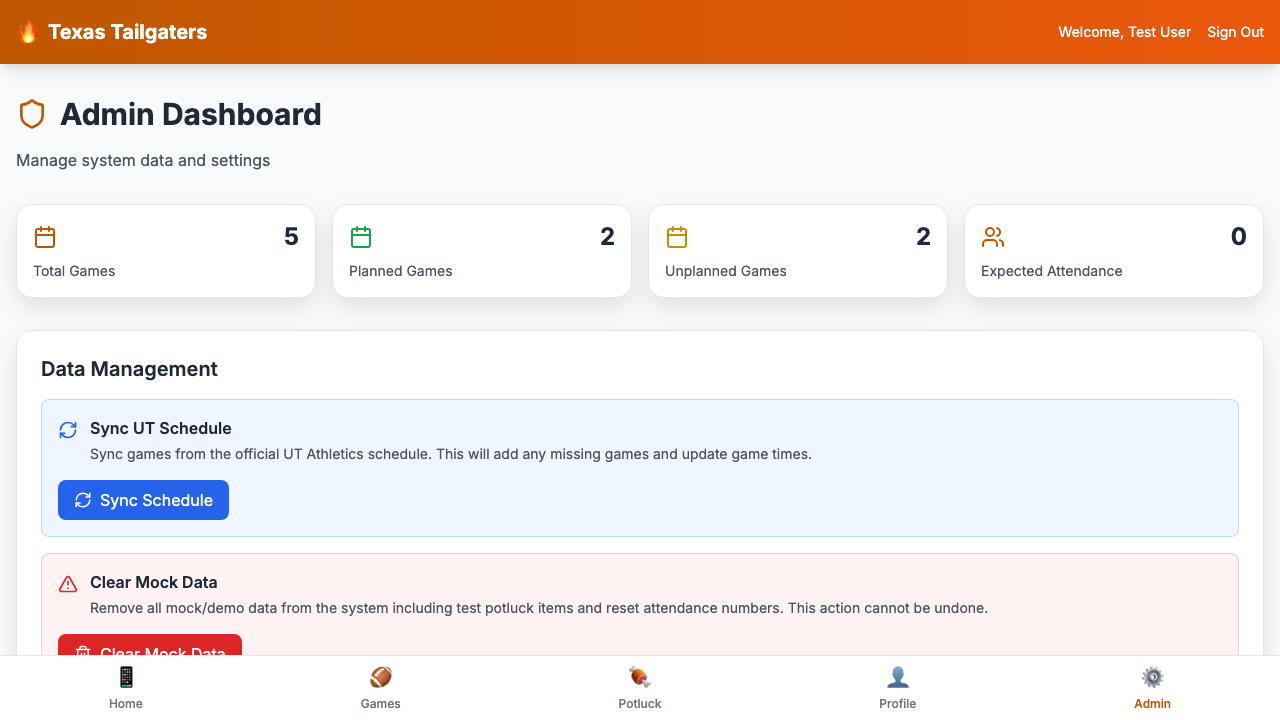 Texas Tailgaters
Welcome, Test User
Sign Out
Admin Dashboard
Manage system data and settings
5
Total Games
2
Planned Games
2
Unplanned Games
0
Expected Attendance
Data Management
Sync UT Schedule
Sync games from the official UT Athletics schedule. This will add any missing games and update game times.
Sync Schedule
Clear Mock Data
Remove all mock/demo data from the system including test potluck items and reset attendance numbers. This action cannot be undone.
Clear Mock Data
Home
Games
Potluck
Profile
Admin